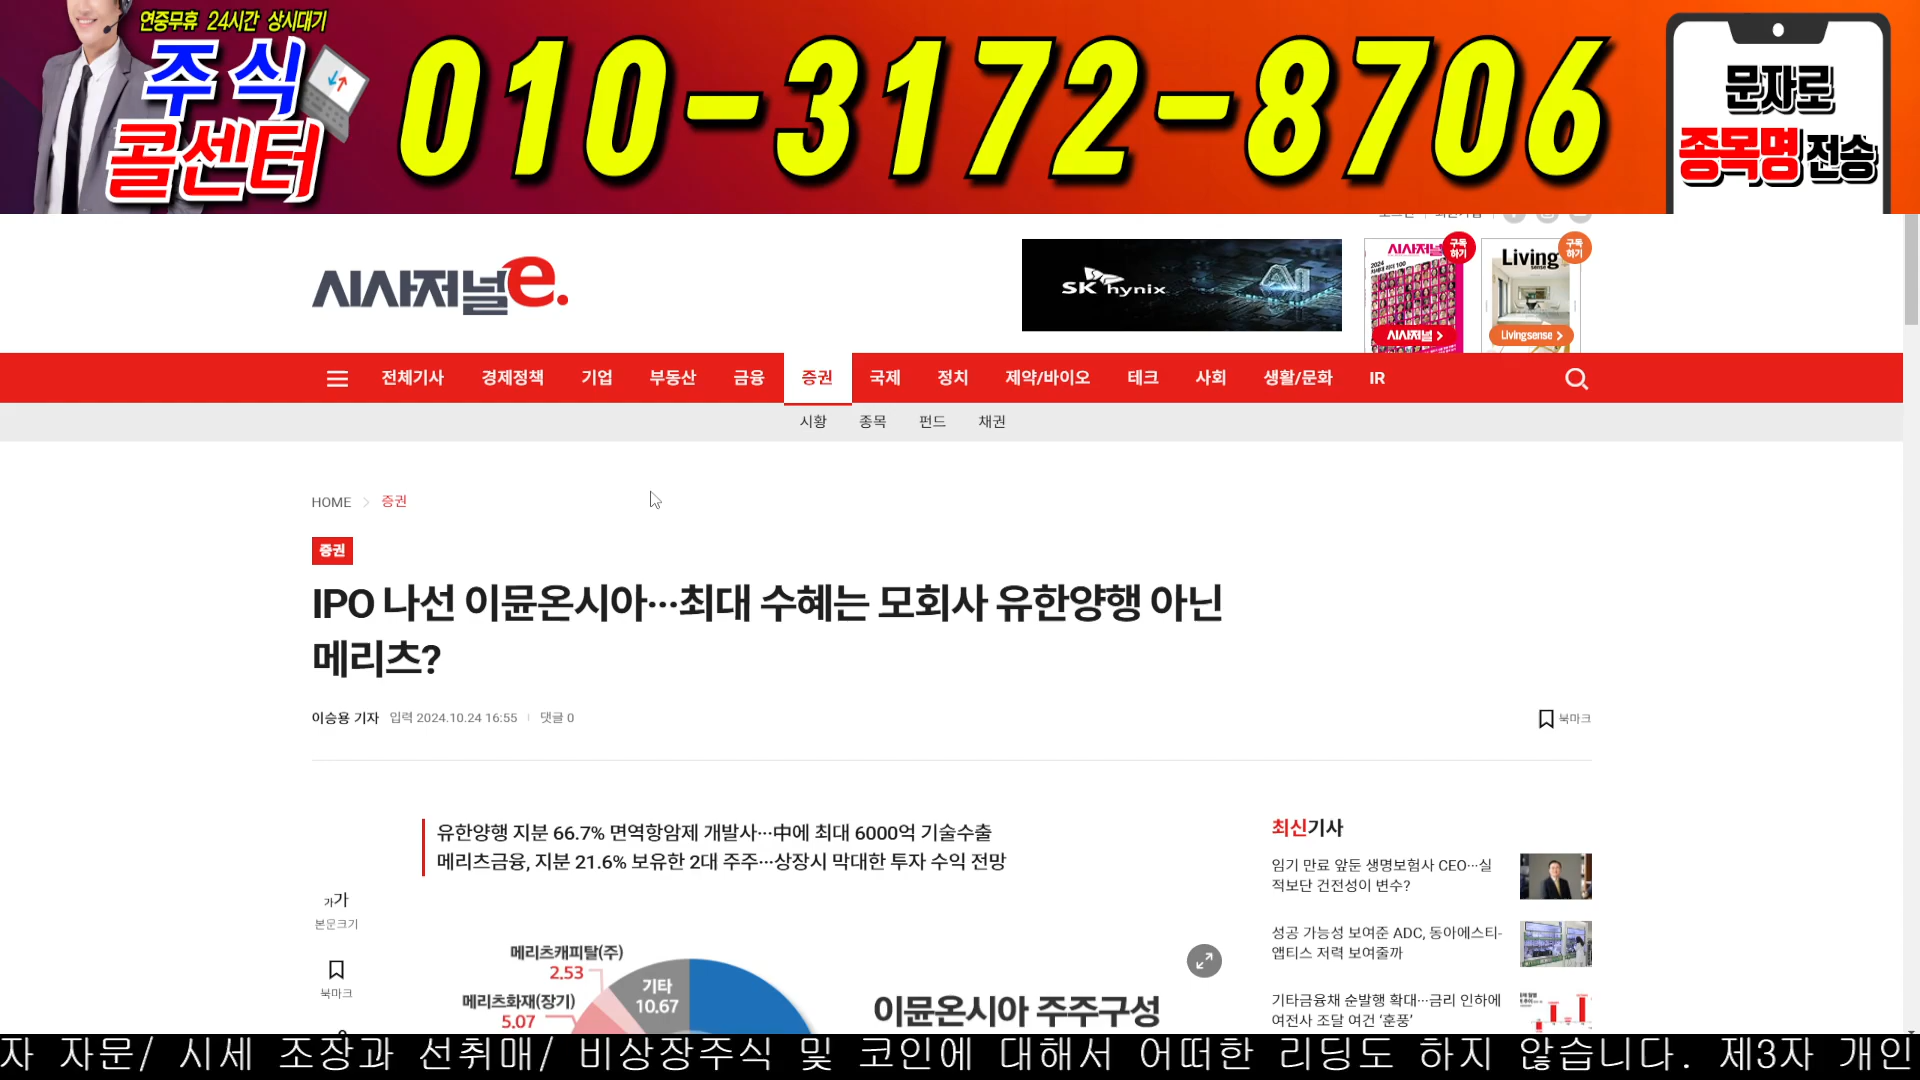 연중무휴 24시간 상시대기
주식
콜센터
010-3172-8706
문자로
종목명 전송
시사저널e.
SK hynix
AI
시사저널
구독
하기
시사저널 >
Living
sense
구독
하기
Livingsense >
전체기사 경제정책 기업 부동산 금융 증권 국제 정치 제약/바이오 테크 사회 생활/문화 IR
시황 종목 펀드 채권
HOME > 증권
증권
IPO 나선 이뮨온시아···최대 수혜는 모회사 유한양행 아닌
메리츠?
이승용 기자 입력 2024.10.24 16:55 댓글 0
북마크
유한양행 지분 66.7% 면역항암제 개발사···中에 최대 6000억 기술수출
메리츠금융, 지분 21.6% 보유한 2대 주주···상장시 막대한 투자 수익 전망
가가
본문크기
북마크
메리츠캐피탈(주)
2.53
메리츠화재(장기)
5.07
기타
10.67
이뮨온시아 주주구성
최신기사
임기 만료 앞둔 생명보험사 CEO···실
적보단 건전성이 변수?
성공 가능성 보여준 ADC, 동아에스티-
앱티스 저력 보여줄까
기타금융채 순발행 확대···금리 인하에
여전사 조달 여건 ‘훈풍’
자 자문/ 시세 조장과 선취매/ 비상장주식 및 코인에 대해서 어떠한 리딩도 하지 않습니다. 제3자 개인